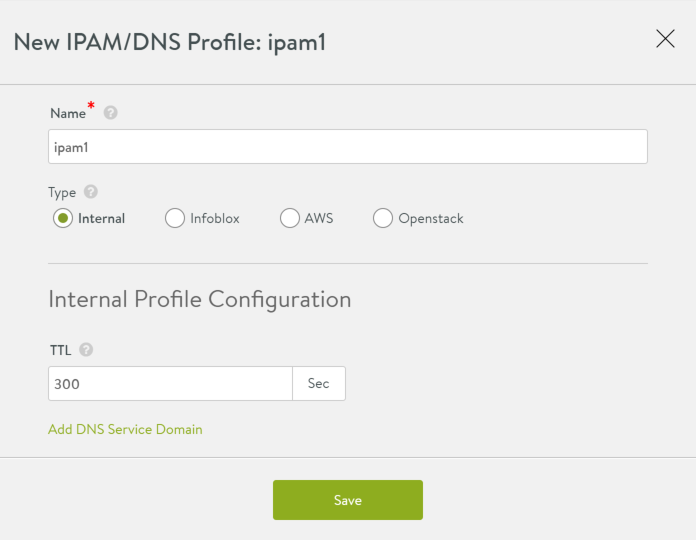 New IPAM/DNS Profile: ipam1
Name* ?
ipam1
Type ?
Internal Infoblox AWS Openstack
Internal Profile Configuration
TTL ?
300 Sec
Add DNS Service Domain
Save